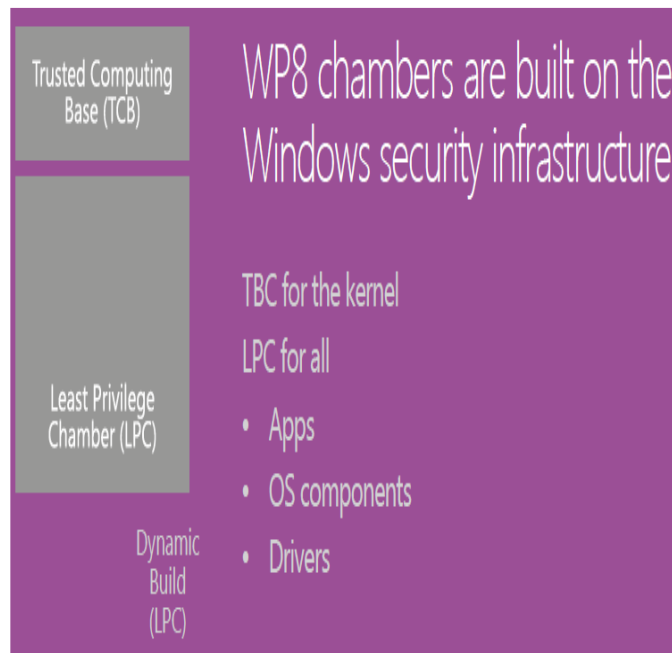 Trusted Computing
Base (TCB)
Least Privilege
Chamber (LPC)
Dynamic
Build
(LPC)
WP8 chambers are built on the
Windows security infrastructure
TBC for the kernel
LPC for all
• Apps
• OS components
• Drivers